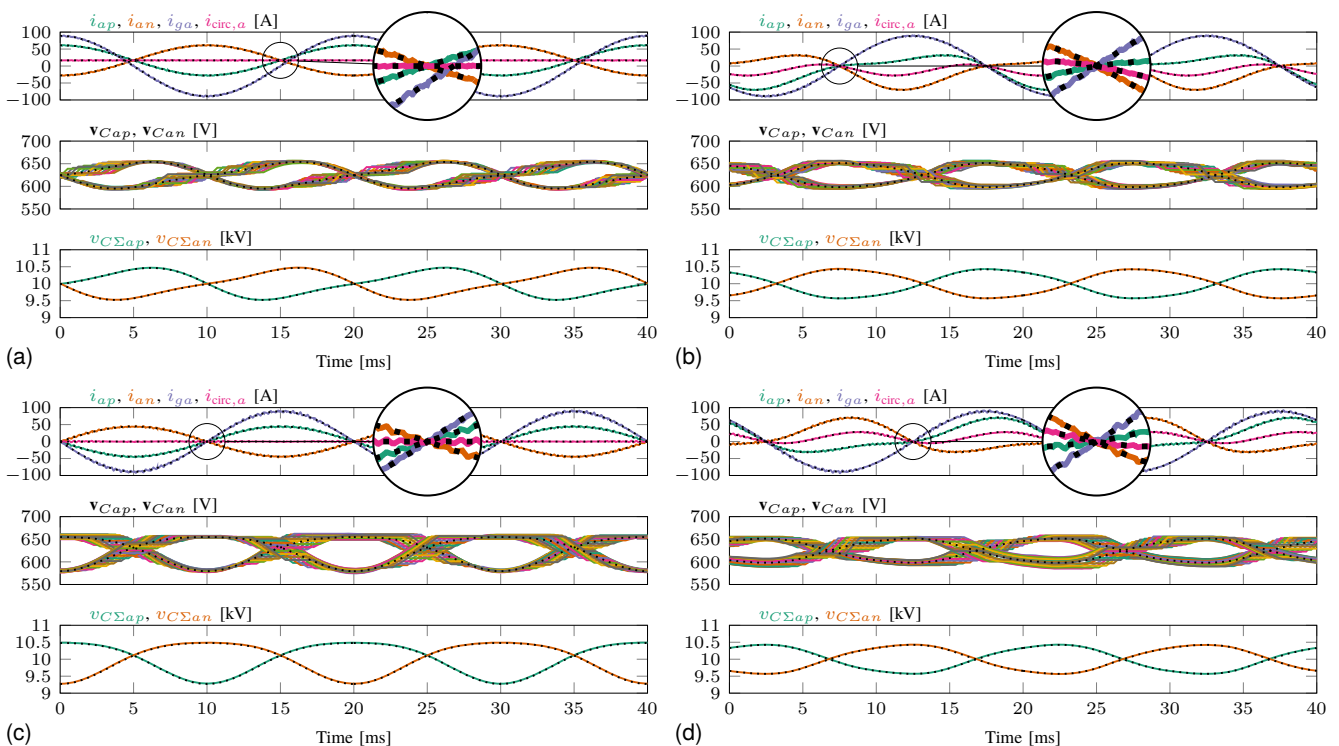 i_ap, i_an, i_ga, i_circ,a [A]
100
50
0
−50
−100
v_Cap, v_Can [V]
700
650
600
550
v_CΣap, v_CΣan [kV]
11
10.5
10
9.5
9
0 5 10 15 20 25 30 35 40
Time [ms]
(a)
i_ap, i_an, i_ga, i_circ,a [A]
100
50
0
−50
−100
v_Cap, v_Can [V]
700
650
600
550
v_CΣap, v_CΣan [kV]
11
10.5
10
9.5
9
0 5 10 15 20 25 30 35 40
Time [ms]
(b)
i_ap, i_an, i_ga, i_circ,a [A]
100
50
0
−50
−100
v_Cap, v_Can [V]
700
650
600
550
v_CΣap, v_CΣan [kV]
11
10.5
10
9.5
9
0 5 10 15 20 25 30 35 40
Time [ms]
(c)
i_ap, i_an, i_ga, i_circ,a [A]
100
50
0
−50
−100
v_Cap, v_Can [V]
700
650
600
550
v_CΣap, v_CΣan [kV]
11
10.5
10
9.5
9
0 5 10 15 20 25 30 35 40
Time [ms]
(d)